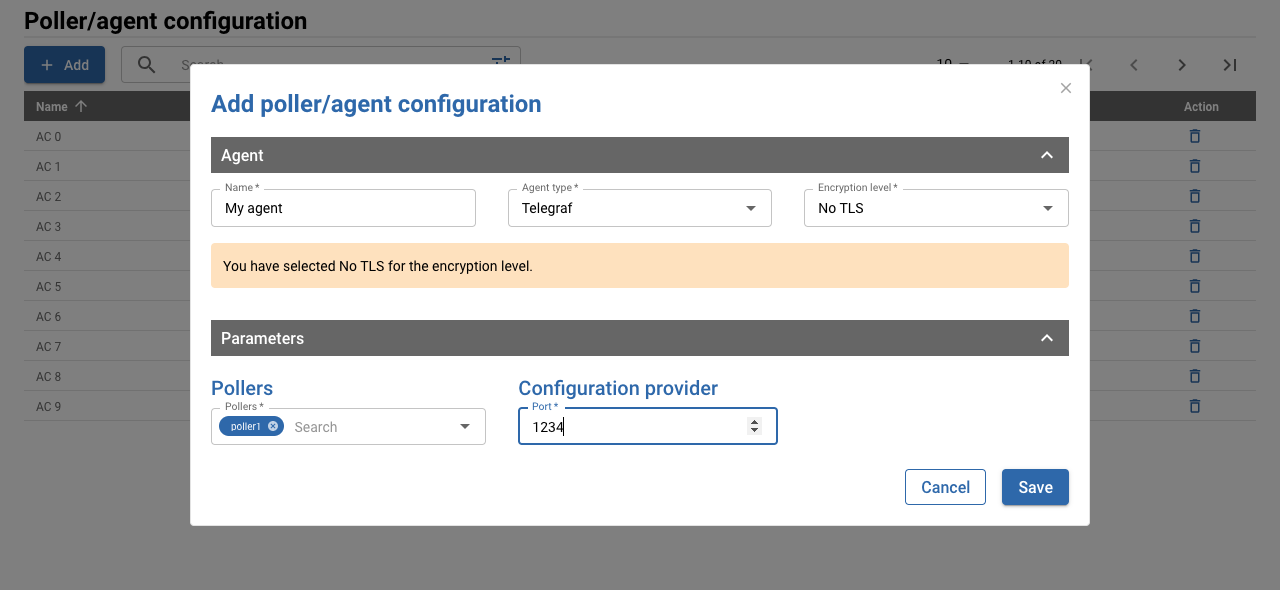 Poller/agent configuration
Add
Search
10
1-10 of 20
Name
Action
AC 0
AC 1
AC 2
AC 3
AC 4
AC 5
AC 6
AC 7
AC 8
AC 9
Add poller/agent configuration
Agent
Name *
My agent
Agent type *
Telegraf
Encryption level *
No TLS
You have selected No TLS for the encryption level.
Parameters
Pollers
Pollers *
poller1
Search
Configuration provider
Port *
1234
Cancel
Save